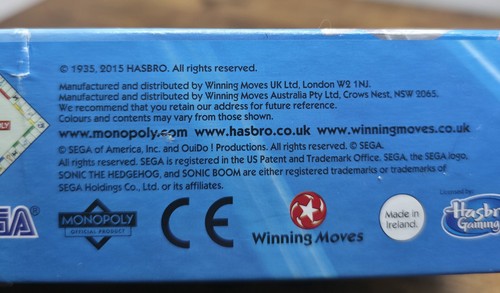 © 1935, 2015 HASBRO. All rights reserved.
Manufactured and distributed by Winning Moves UK Ltd, London W2 1NJ.
Manufactured and distributed by Winning Moves Australia Pty Ltd, Crows Nest, NSW 2065.
We recommend that you retain our address for future reference.
Colours and contents may vary from those shown.
www.monopoly.com www.hasbro.co.uk www.winningmoves.co.uk
© SEGA of America, Inc. and OuiDo ! Productions. All rights reserved. © SEGA.
All rights reserved. SEGA is registered in the US Patent and Trademark Office. SEGA, the SEGA logo,
SONIC THE HEDGEHOG, and SONIC BOOM are either registered trademarks or trademarks of
SEGA Holdings Co., Ltd. or its affiliates.
GA®
MONOPOLY
OFFICIAL PRODUCT
CE
Winning Moves
Made in
Ireland.
Licensed by:
Hasbr
Gaming